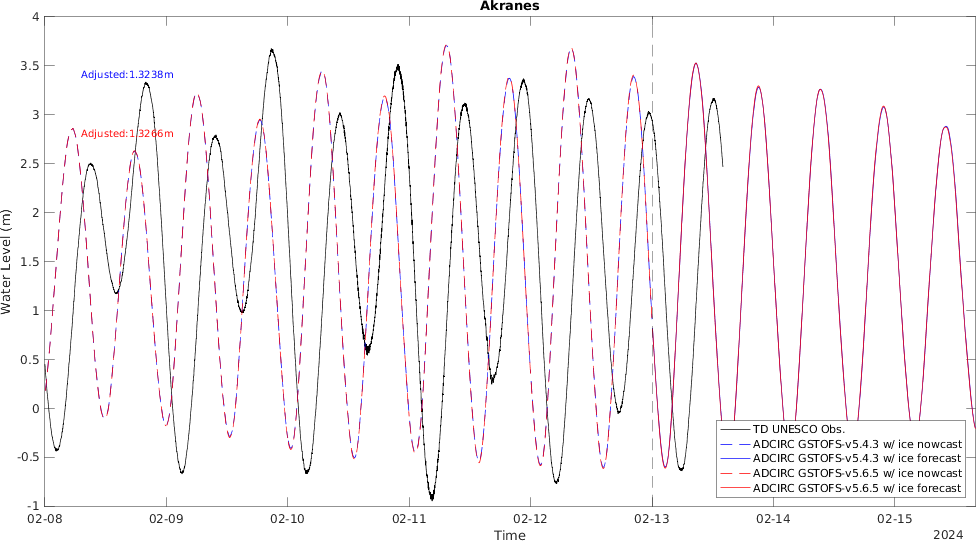 Akranes
4
3.5
3
2.5
2
1.5
1
0.5
0
-0.5
-1
Water Level (m)
Adjusted:1.3238m
Adjusted:1.3266m
TD UNESCO Obs.
ADCIRC GSTOFS-v5.4.3 w/ ice nowcast
ADCIRC GSTOFS-v5.4.3 w/ ice forecast
ADCIRC GSTOFS-v5.6.5 w/ ice nowcast
ADCIRC GSTOFS-v5.6.5 w/ ice forecast
02-08 02-09 02-10 02-11 02-12 02-13 02-14 02-15
Time
2024